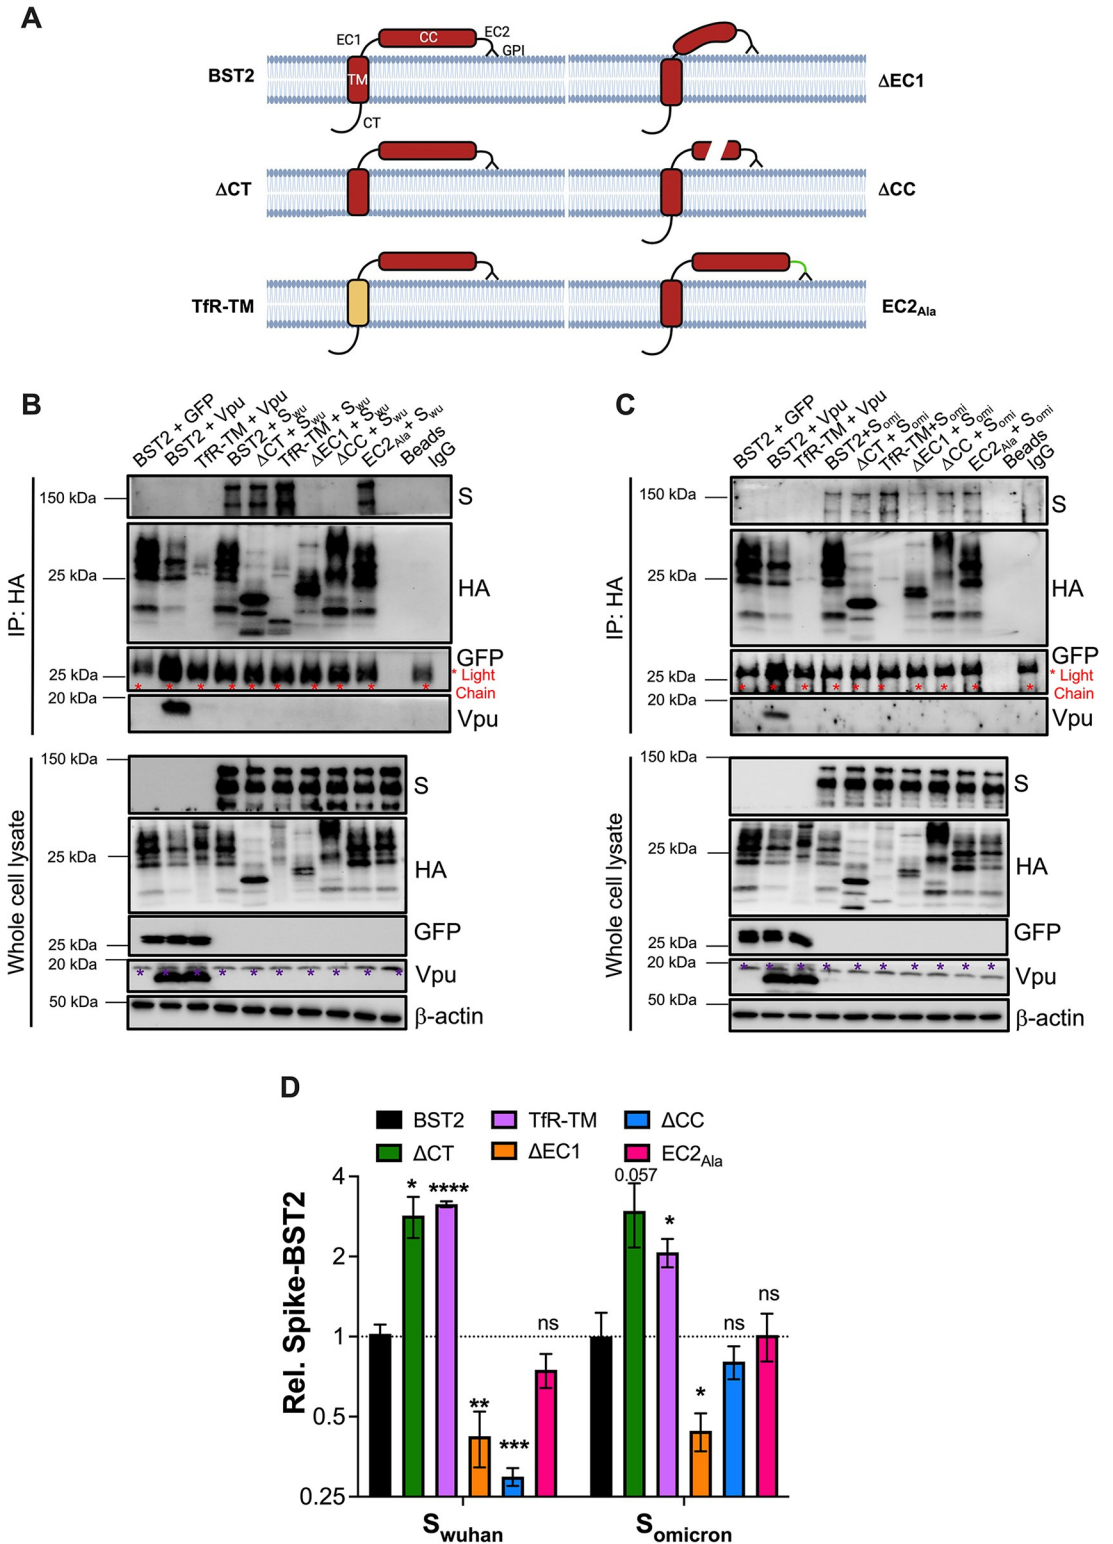 A
EC1
CC
EC2
GPI
BST2
TM
CT
ΔEC1
ΔCT
ΔCC
TfR-TM
EC2Ala
B
BST2 + GFP
BST2 + Vpu
TfR-TM + Vpu
BST2 + Swu
ΔCT + Swu
TfR-TM + Swu
ΔEC1 + Swu
ΔCC + Swu
EC2Ala + Swu
Beads
IgG
IP: HA
150 kDa
S
25 kDa
HA
GFP
25 kDa
* Light
Chain
20 kDa
Vpu
Whole cell lysate
150 kDa
S
25 kDa
HA
GFP
25 kDa
20 kDa
* * * * * * * * *
Vpu
50 kDa
β-actin
C
BST2 + GFP
BST2 + Vpu
TfR-TM + Vpu
BST2+Somi
ΔCT + Somi
TfR-TM+Somi
ΔEC1 + Somi
ΔCC + Somi
EC2Ala + Somi
Beads
IgG
IP: HA
150 kDa
S
25 kDa
HA
GFP
25 kDa
* Light
Chain
20 kDa
Vpu
Whole cell lysate
150 kDa
S
25 kDa
HA
GFP
25 kDa
20 kDa
* * * * * * * * *
Vpu
50 kDa
β-actin
D
BST2
TfR-TM
ΔCC
ΔCT
ΔEC1
EC2Ala
Rel. Spike-BST2
4
2
1
0.5
0.25
*
****
**
***
ns
0.057
*
*
ns
ns
Swuhan
Somicron